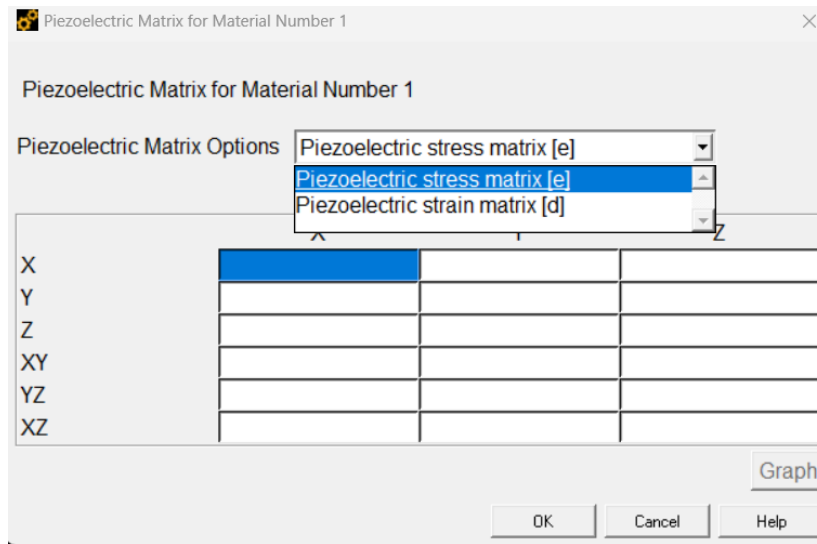 Piezoelectric Matrix for Material Number 1
Piezoelectric Matrix for Material Number 1
Piezoelectric Matrix Options Piezoelectric stress matrix [e]
Piezoelectric stress matrix [e]
Piezoelectric strain matrix [d]
X Y Z
X
Y
Z
XY
YZ
XZ
Graph
OK Cancel Help